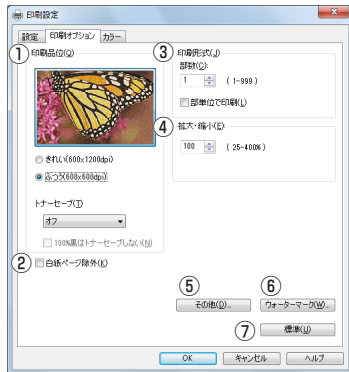 印刷設定
設定 印刷オプション カラー
① 印刷品位(Q)
きれい(600x1200dpi)
ふつう(600x600dpi)
トナーセーブ(T)
オフ
100%黒はトナーセーブしない(N)
② 白紙ページ除外(K)
③ 印刷形式(J)
部数(C):
1 (1-999)
部単位で印刷(L)
④ 拡大・縮小(E):
100 (25-400%)
⑤ ⑥
その他(D)... ウォーターマーク(W)...
⑦ 標準(U)
OK キャンセル ヘルプ